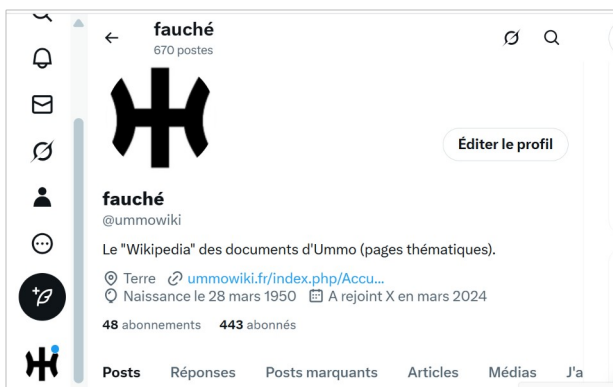 fauché
670 postes
Éditer le profil
fauché
@ummowiki
Le "Wikipedia" des documents d'Ummo (pages thématiques).
Terre ummowiki.fr/index.php/Accu...
Naissance le 28 mars 1950 A rejoint X en mars 2024
48 abonnements 443 abonnés
Posts Réponses Posts marquants Articles Médias J'a